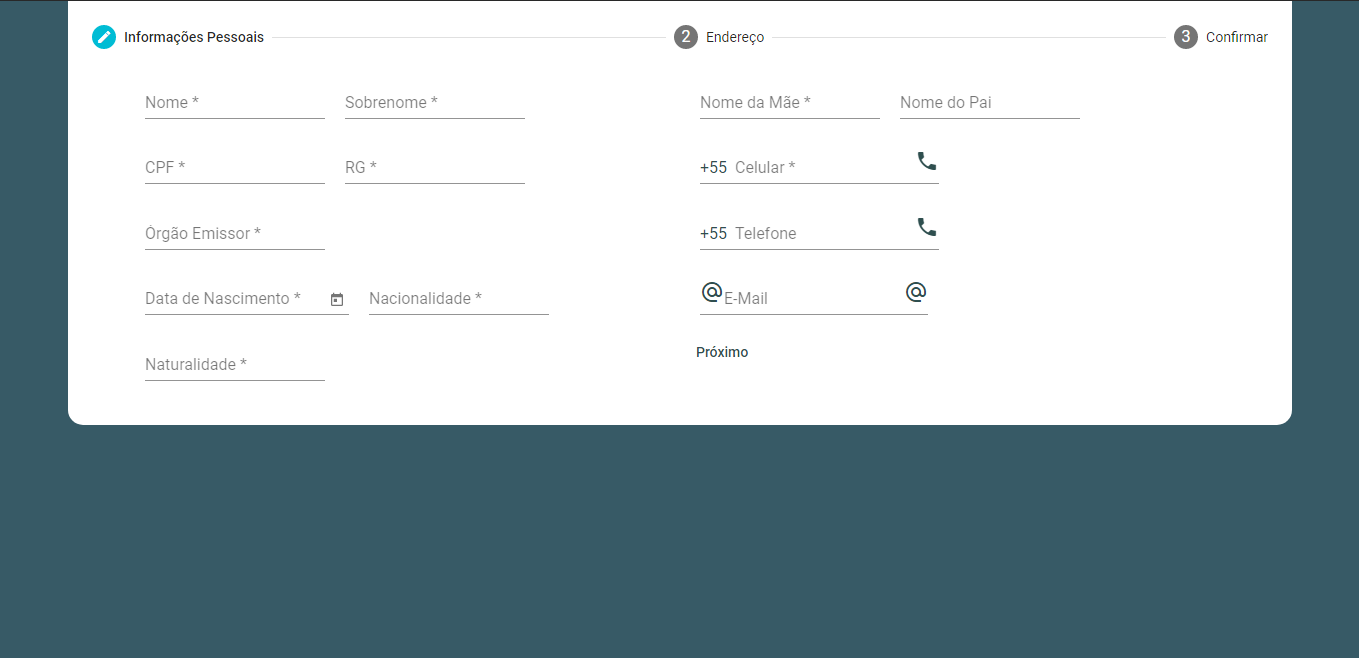 Informações Pessoais
2 Endereço
3 Confirmar
Nome * Sobrenome *
CPF * RG *
Órgão Emissor *
Data de Nascimento * Nacionalidade *
Naturalidade *
Nome da Mãe * Nome do Pai
+55 Celular *
+55 Telefone
@ E-Mail @
Próximo